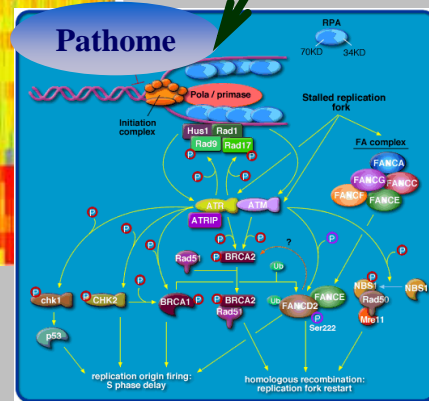 Pathome
RPA
70KD 34KD
Pola / primase
Initiation
complex
Stalled replication
fork
Hus1 Rad1
Rad9 Rad17
FA complex
FANCA
FANCG FANCC
FANCF FANCE
P P
P P
ATR ATM
ATRIP
P P P P P
Rad51 P BRCA2 P
?
Ub
P chk1 P CHK2 P BRCA1 P P BRCA2 P
Rad51
Ub FANCD2 FANCE
P
Ser222
P
NBS1 NBS1
Rad50
Mre11
P
p53
replication origin firing:
S phase delay
homologous recombination:
replication fork restart